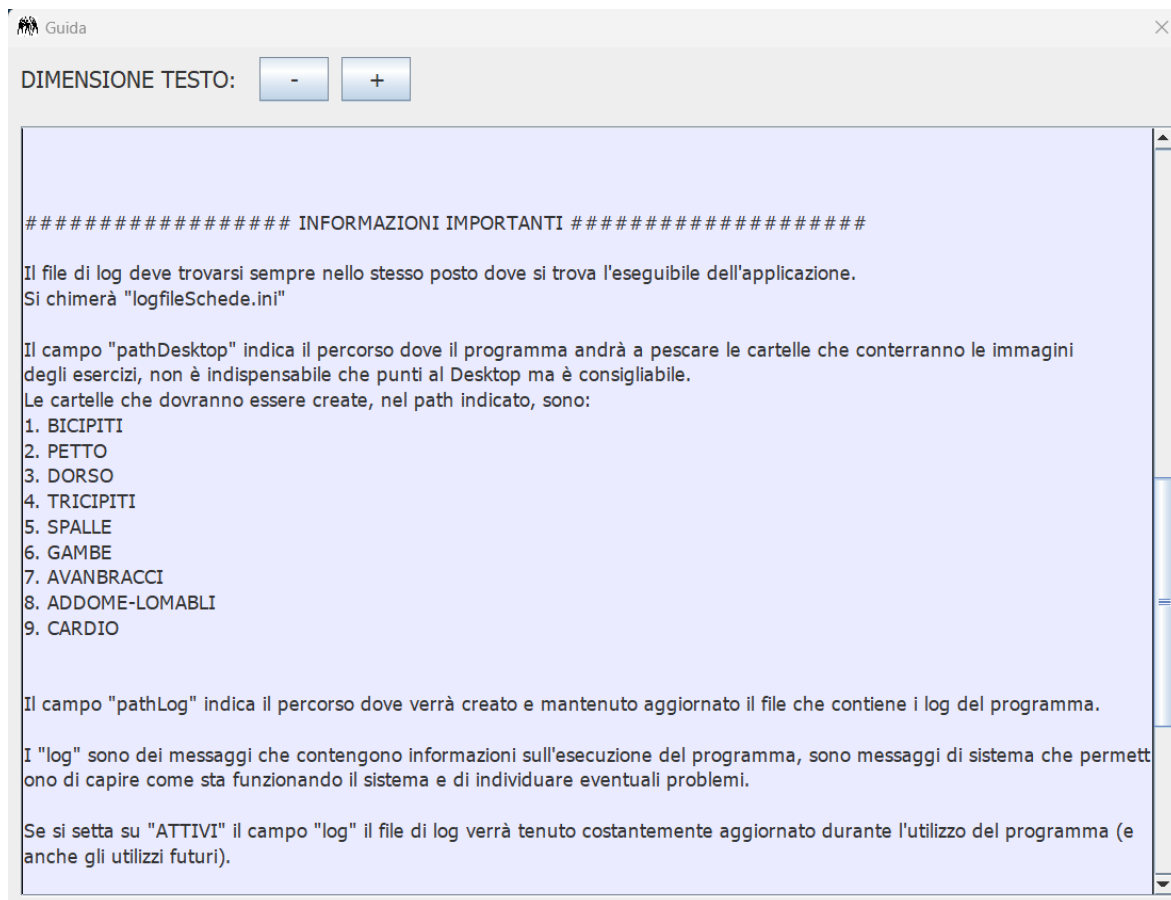 Guida
DIMENSIONE TESTO: - +
################## INFORMAZIONI IMPORTANTI ####################
Il file di log deve trovarsi sempre nello stesso posto dove si trova l'eseguibile dell'applicazione.
Si chimerà "logfileSchede.ini"
Il campo "pathDesktop" indica il percorso dove il programma andrà a pescare le cartelle che conterranno le immagini
degli esercizi, non è indispensabile che punti al Desktop ma è consigliabile.
Le cartelle che dovranno essere create, nel path indicato, sono:
1. BICIPITI
2. PETTO
3. DORSO
4. TRICIPITI
5. SPALLE
6. GAMBE
7. AVANBRACCI
8. ADDOME-LOMABLI
9. CARDIO
Il campo "pathLog" indica il percorso dove verrà creato e mantenuto aggiornato il file che contiene i log del programma.
I "log" sono dei messaggi che contengono informazioni sull'esecuzione del programma, sono messaggi di sistema che permett
ono di capire come sta funzionando il sistema e di individuare eventuali problemi.
Se si setta su "ATTIVI" il campo "log" il file di log verrà tenuto costantemente aggiornato durante l'utilizzo del programma (e
anche gli utilizzi futuri).